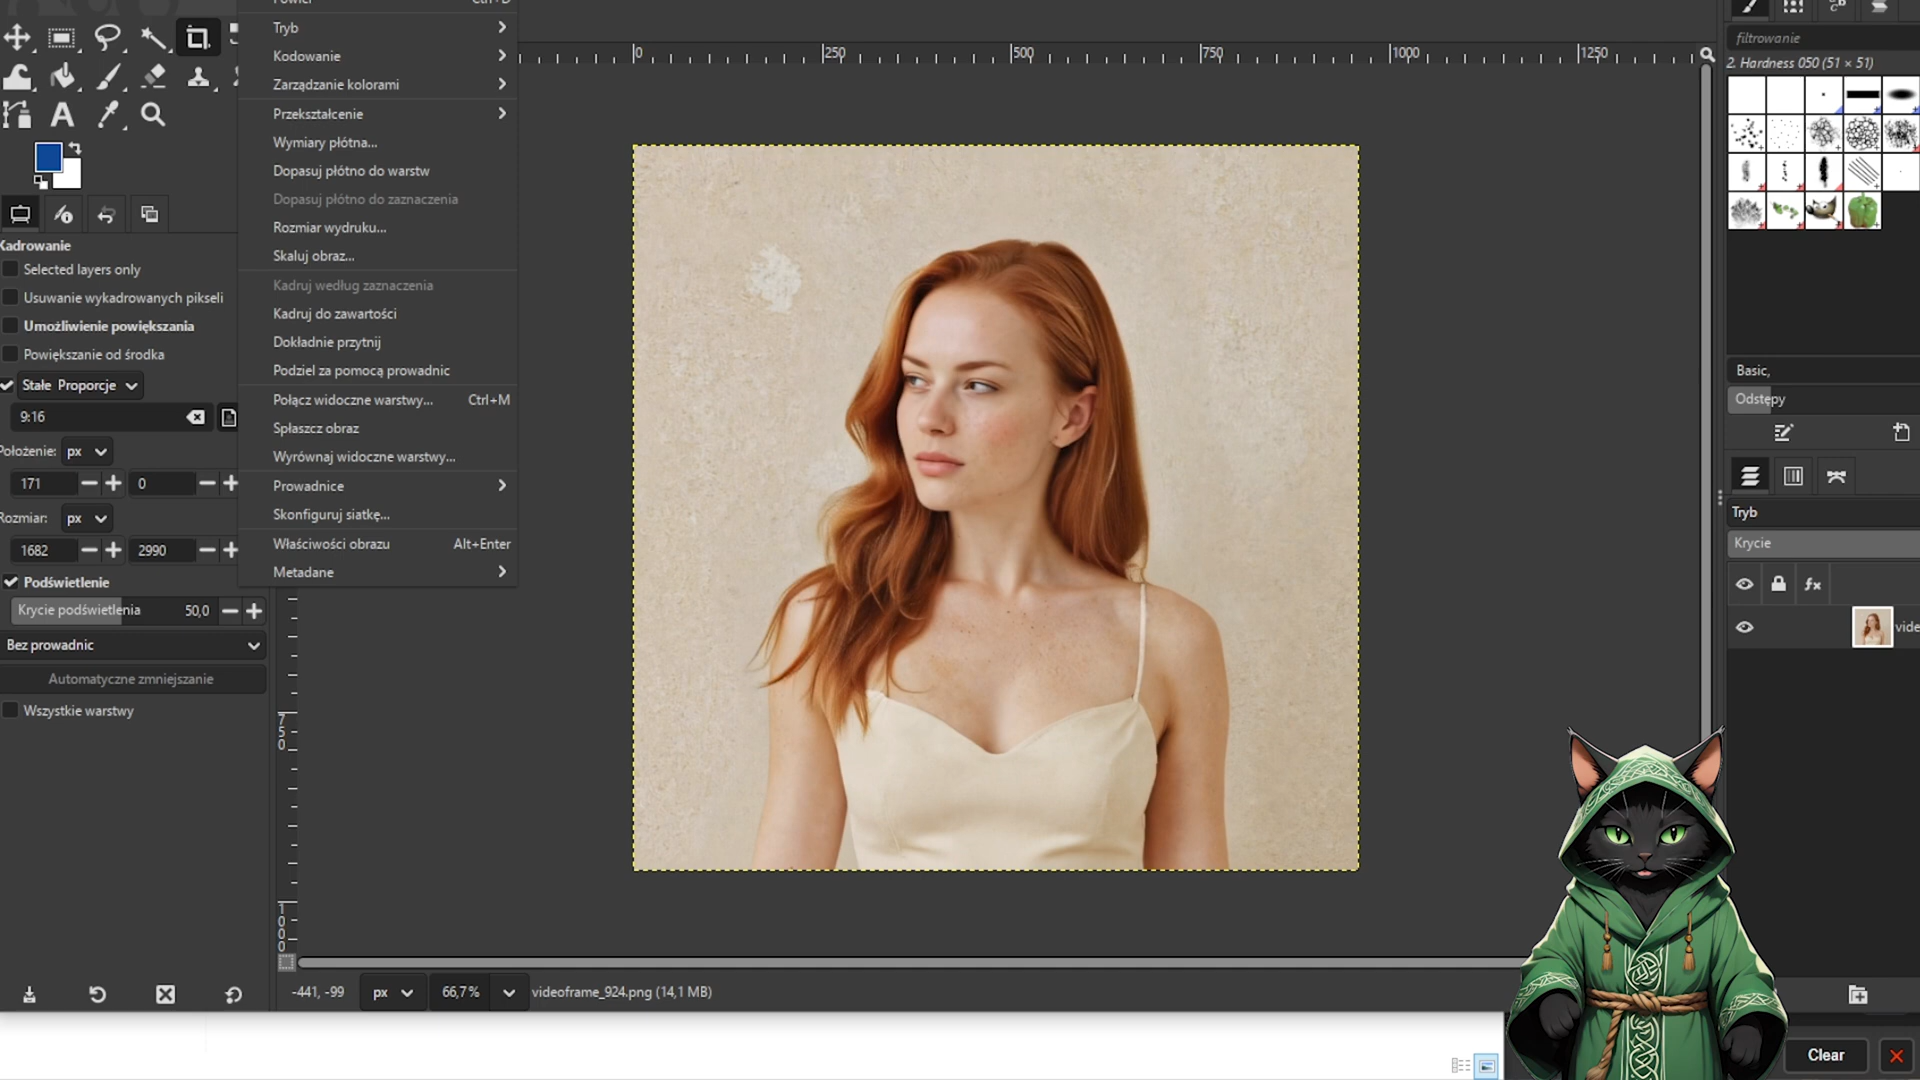 Ctrl+D
Tryb
Kodowanie
Zarządzanie kolorami
Przekształcenie
Wymiary płótna...
Dopasuj płótno do warstw
Dopasuj płótno do zaznaczenia
Rozmiar wydruku...
Skaluj obraz...
Kadruj według zaznaczenia
Kadruj do zawartości
Dokładnie przytnij
Podziel za pomocą prowadnic
Połącz widoczne warstwy... Ctrl+M
Spłaszcz obraz
Wyrównaj widoczne warstwy...
Prowadnice
Skonfiguruj siatkę...
Właściwości obrazu Alt+Enter
Metadane
Kadrowanie
Selected layers only
Usuwanie wykadrowanych pikseli
Umożliwienie powiększania
Powiększanie od środka
Stałe Proporcje
9:16
Położenie: px
171 0
Rozmiar: px
1682 2990
Podświetlenie
Krycie podświetlenia 50,0
Bez prowadnic
Automatyczne zmniejszanie
Wszystkie warstwy
0 250 500 750 1000 1250
750
1000
-441, -99 px 66,7% videoframe_924.png (14,1 MB)
filtrowanie
2. Hardness 050 (51 × 51)
Basic,
Odstępy
Tryb
Krycie
fx
vide
Clear